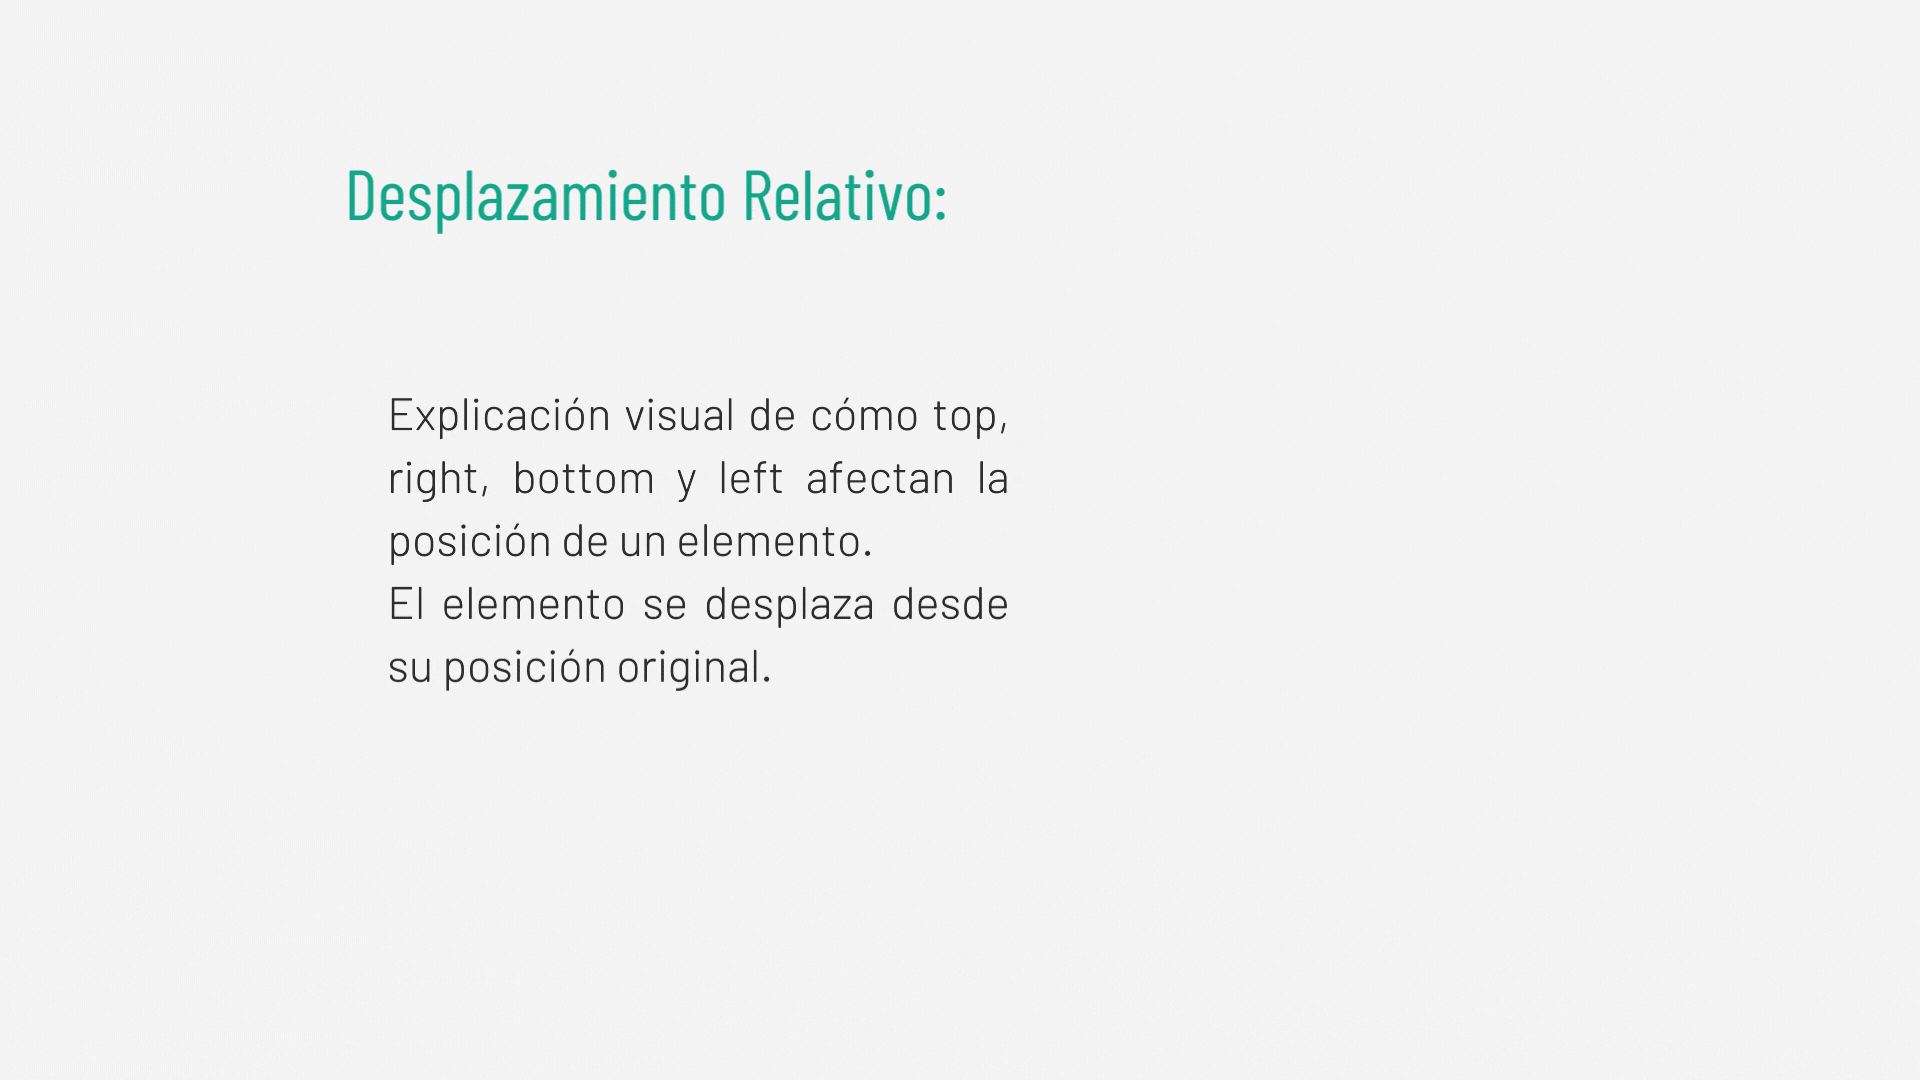 Desplazamiento Relativo:
Explicación visual de cómo top,
right, bottom y left afectan la
posición de un elemento.
El elemento se desplaza desde
su posición original.